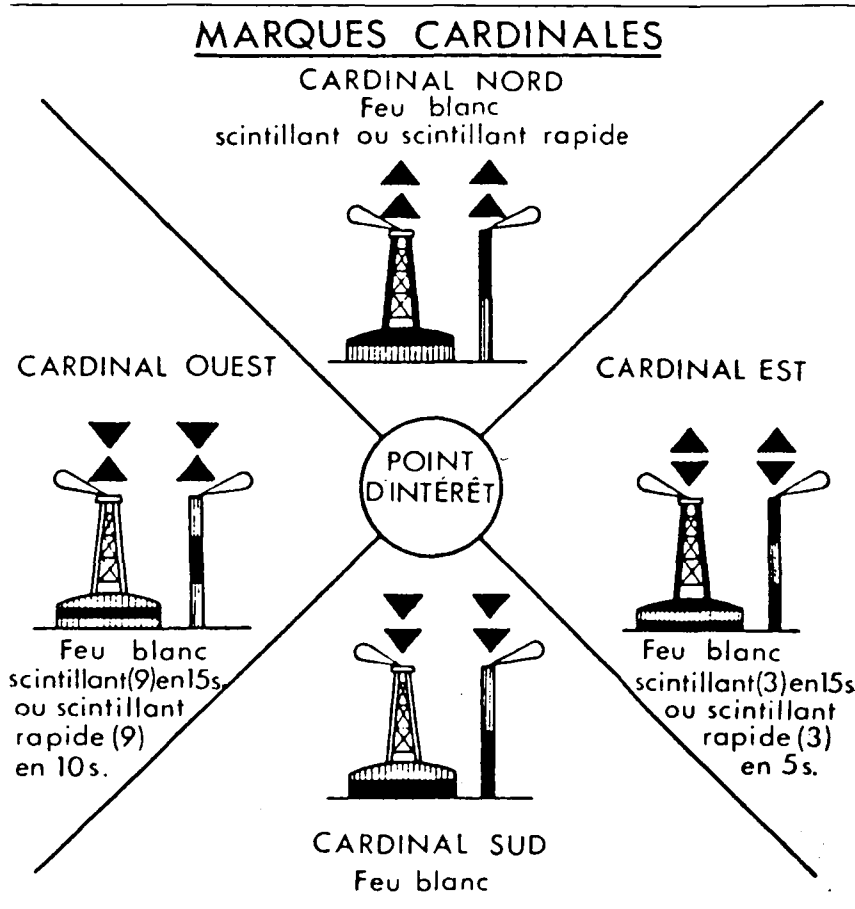 MARQUES CARDINALES
CARDINAL NORD
Feu blanc
scintillant ou scintillant rapide
CARDINAL OUEST
CARDINAL EST
POINT
D'INTÉRÊT
Feu blanc
scintillant(9)en15s.
ou scintillant
rapide(9)
en 10s.
Feu blanc
scintillant(3)en15s.
ou scintillant
rapide(3)
en 5s.
CARDINAL SUD
Feu blanc